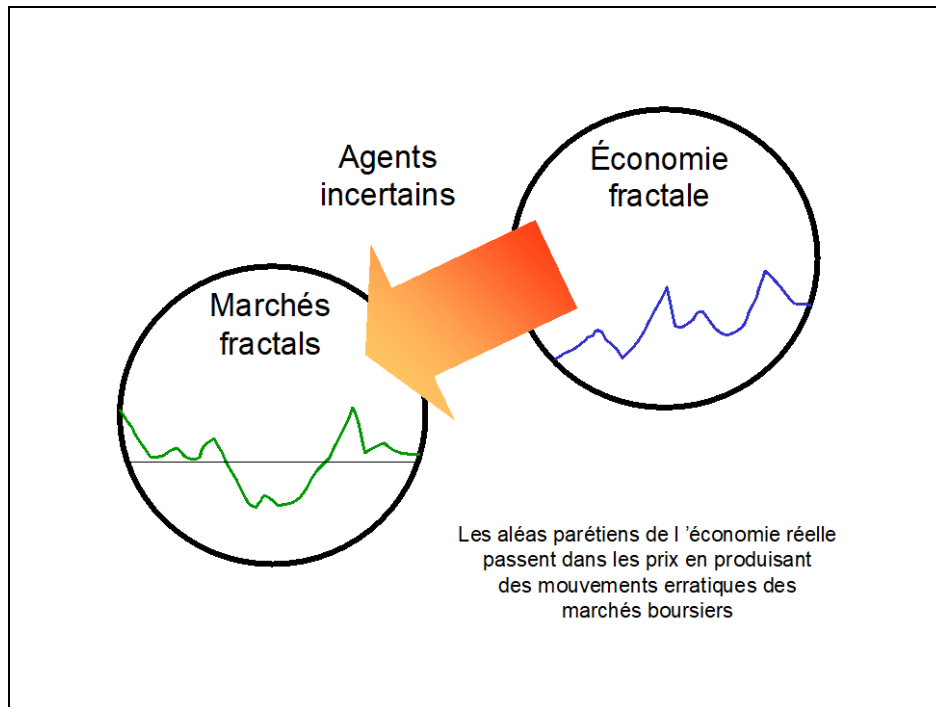 Agents
incertains
Économie
fractale
Marchés
fractals
Les aléas parétiens de l ’économie réelle
passent dans les prix en produisant
des mouvements erratiques des
marchés boursiers